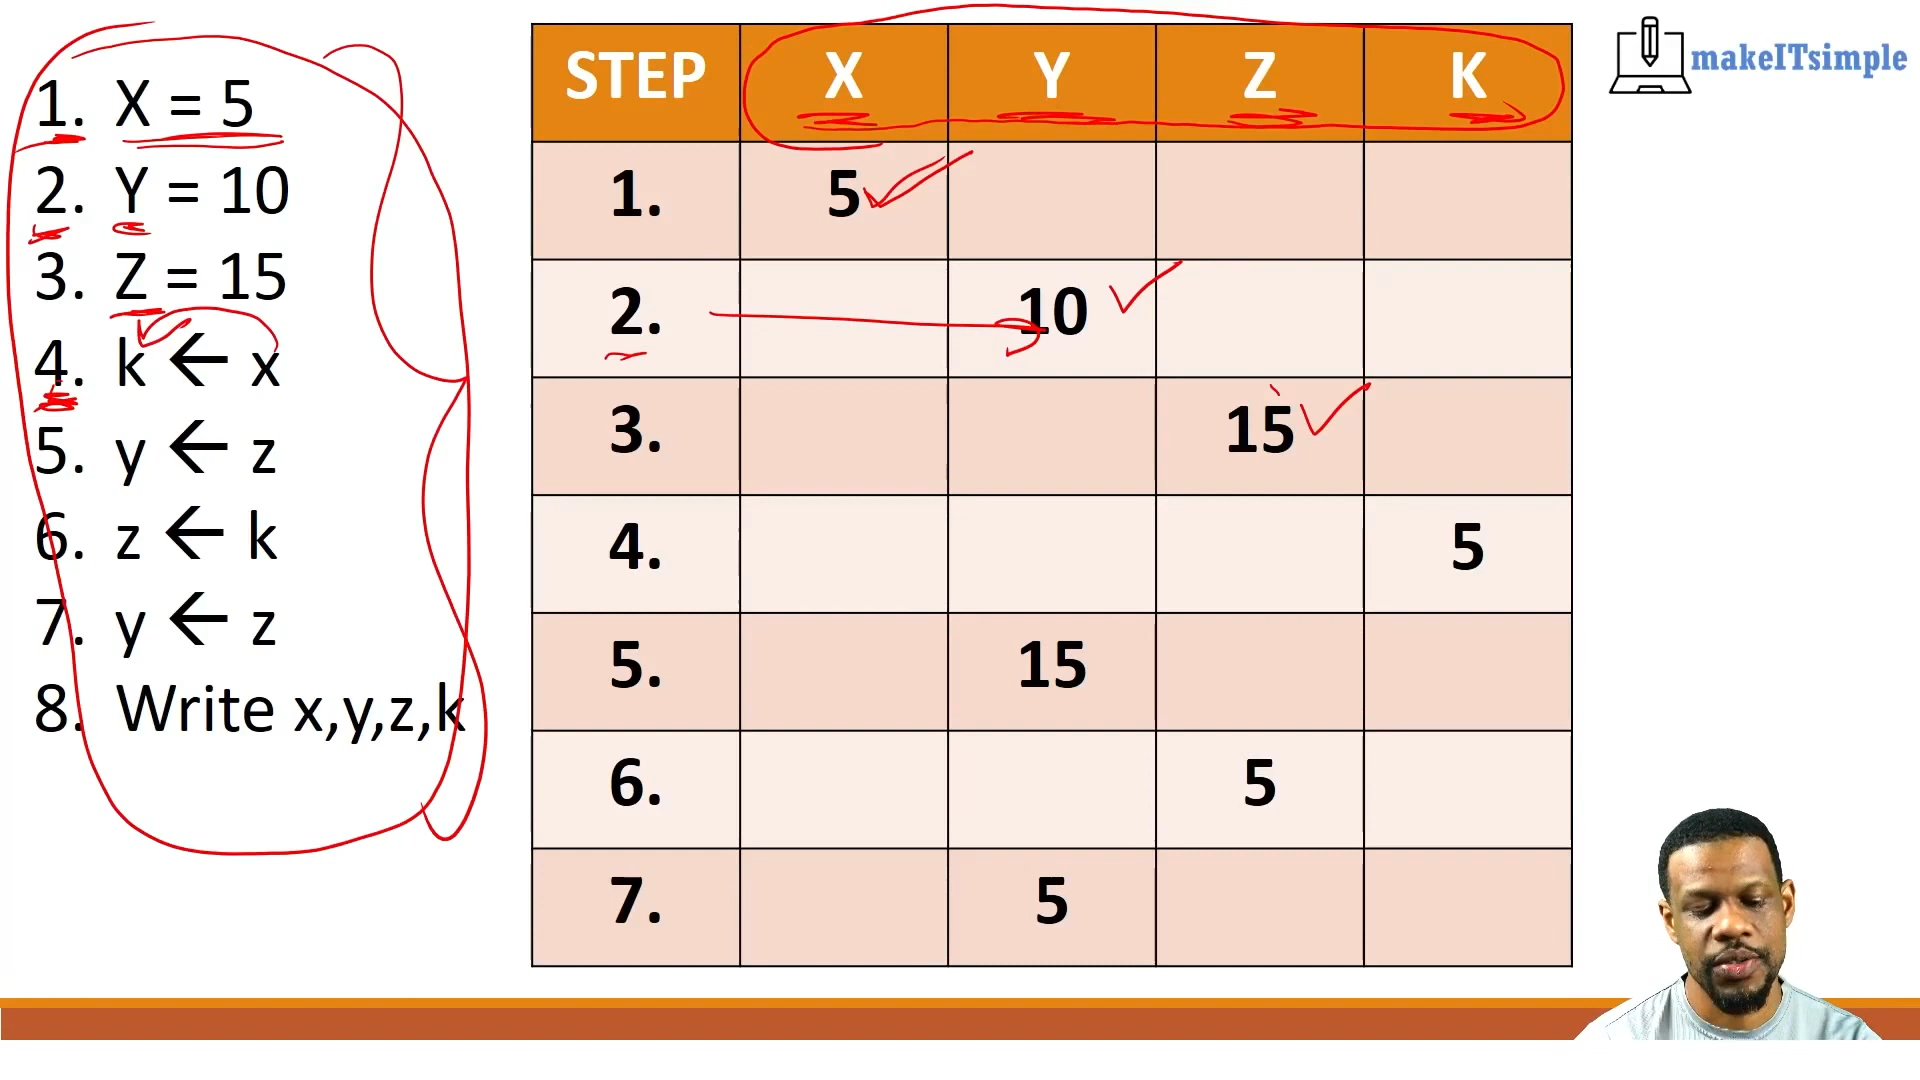 1. X = 5
2. Y = 10
3. Z = 15
4. k ← x
5. y ← z
6. z ← k
7. y ← z
8. Write x,y,z,k
STEP X Y Z K
1. 5
2. 10
3. 15
4. 5
5. 15
6. 5
7. 5
makeITsimple